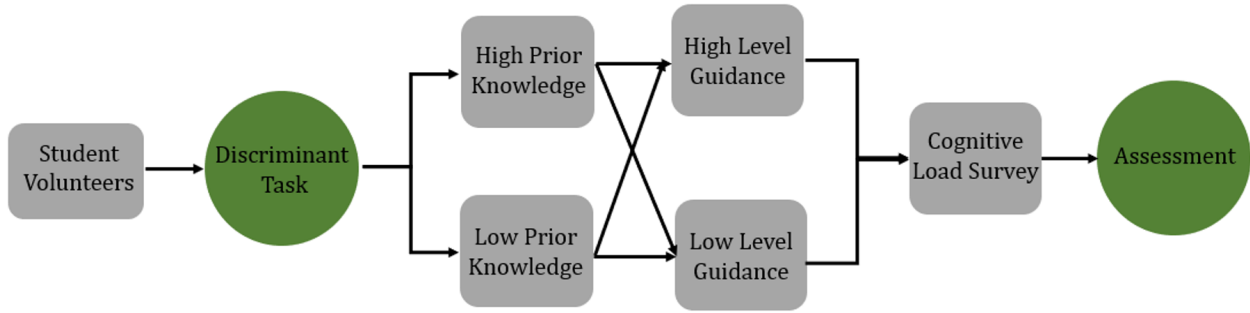 Student
Volunteers
Discriminant
Task
High Prior
Knowledge
Low Prior
Knowledge
High Level
Guidance
Low Level
Guidance
Cognitive
Load Survey
Assessment